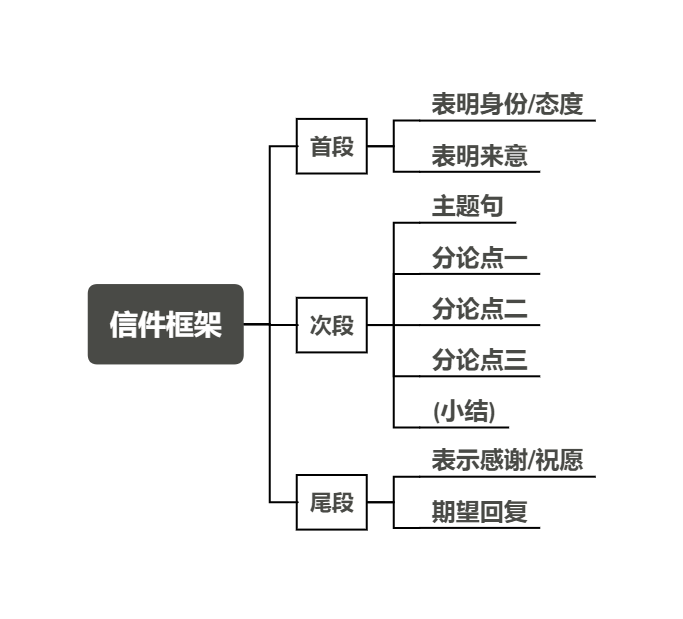 信件框架
首段
表明身份/态度
表明来意
次段
主题句
分论点一
分论点二
分论点三
(小结)
尾段
表示感谢/祝愿
期望回复